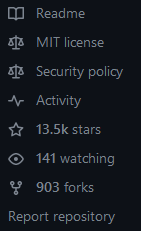 Readme
MIT license
Security policy
Activity
13.5k stars
141 watching
903 forks
Report repository